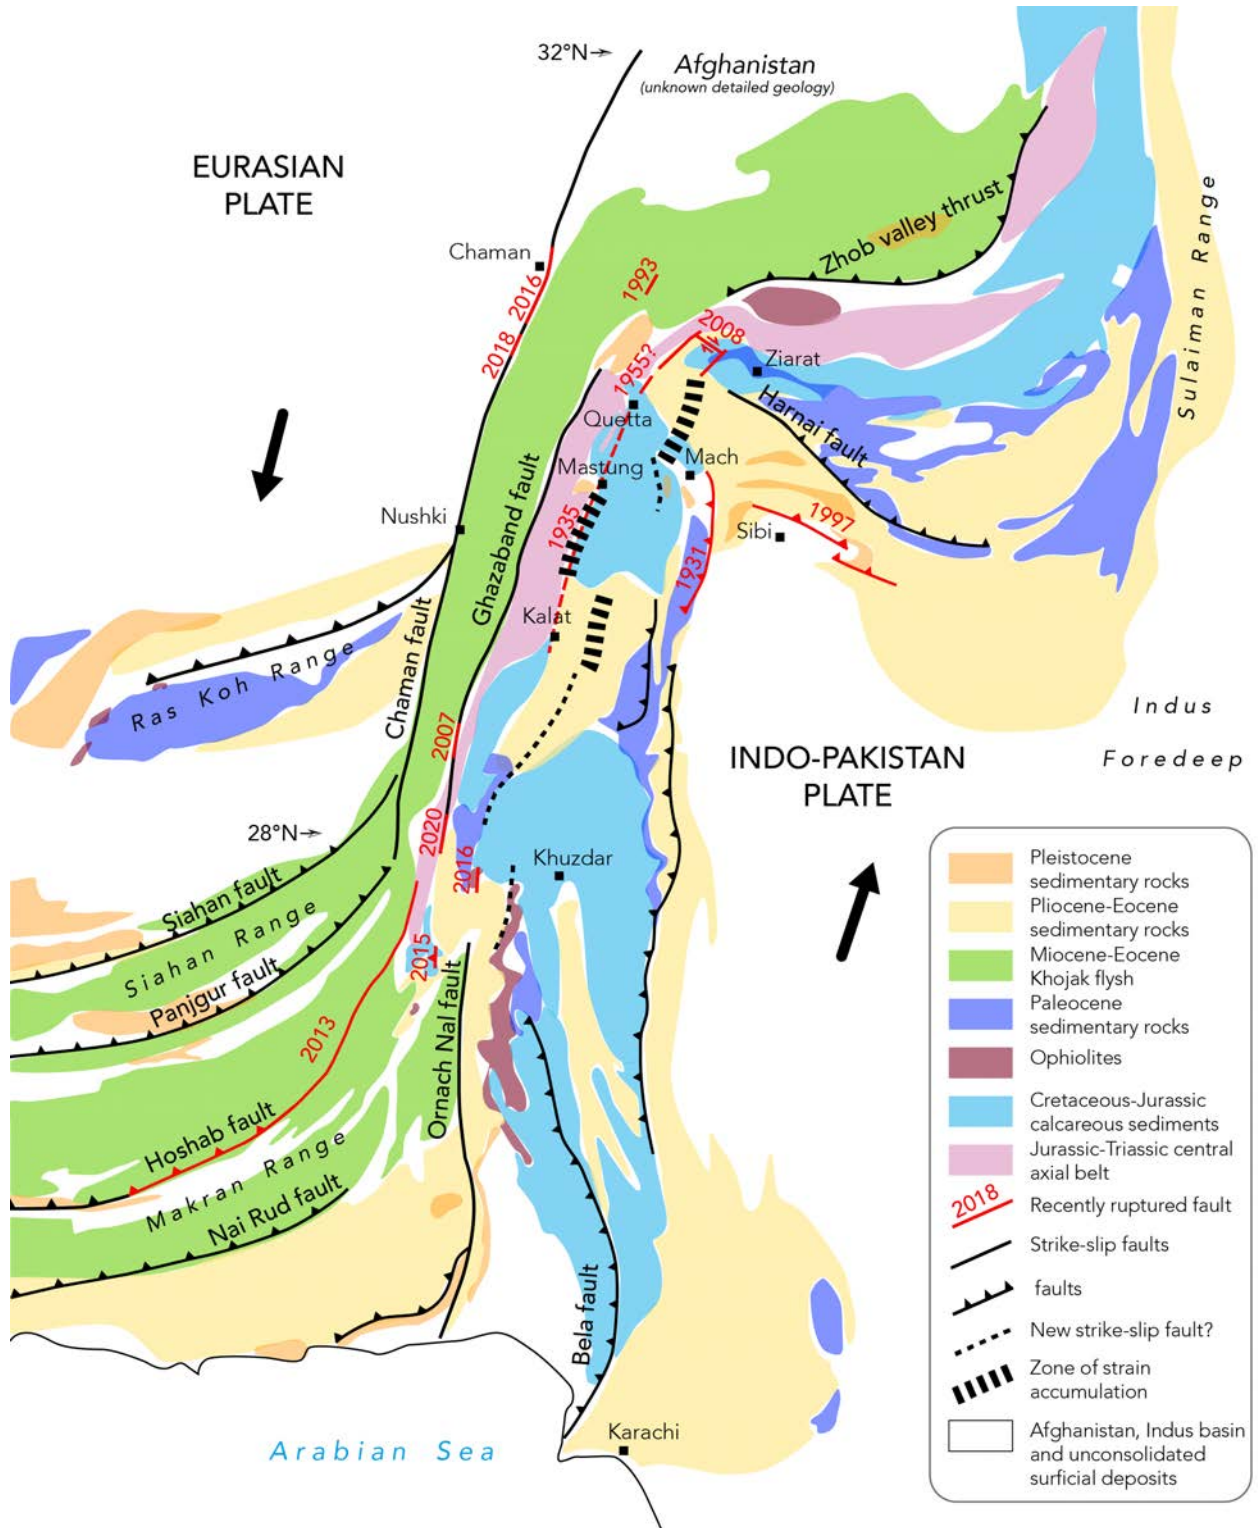 32°N→
Afghanistan
(unknown detailed geology)
EURASIAN
PLATE
Zhob valley thrust
Sulaiman Range
Chaman
1993
2016
2018
2008
1955?
Ziarat
Quetta
Harnai fault
Mastung
Mach
Nushki
1935
1997
Sibi
Ghazaband fault
1931
Kalat
Chaman fault
Ras Koh Range
Indus
Foredeep
2007
INDO-PAKISTAN
PLATE
28°N→
2020
2016
Khuzdar
Siahan fault
Siahan Range
2015
Panjgur fault
2013
Ornach Nal fault
Hoshab fault
Makran Range
Nai Rud fault
Bela fault
Karachi
Arabian Sea
Pleistocene
sedimentary rocks
Pliocene-Eocene
sedimentary rocks
Miocene-Eocene
Khojak flysh
Paleocene
sedimentary rocks
Ophiolites
Cretaceous-Jurassic
calcareous sediments
Jurassic-Triassic central
axial belt
2018
Recently ruptured fault
Strike-slip faults
faults
New strike-slip fault?
Zone of strain
accumulation
Afghanistan, Indus basin
and unconsolidated
surficial deposits